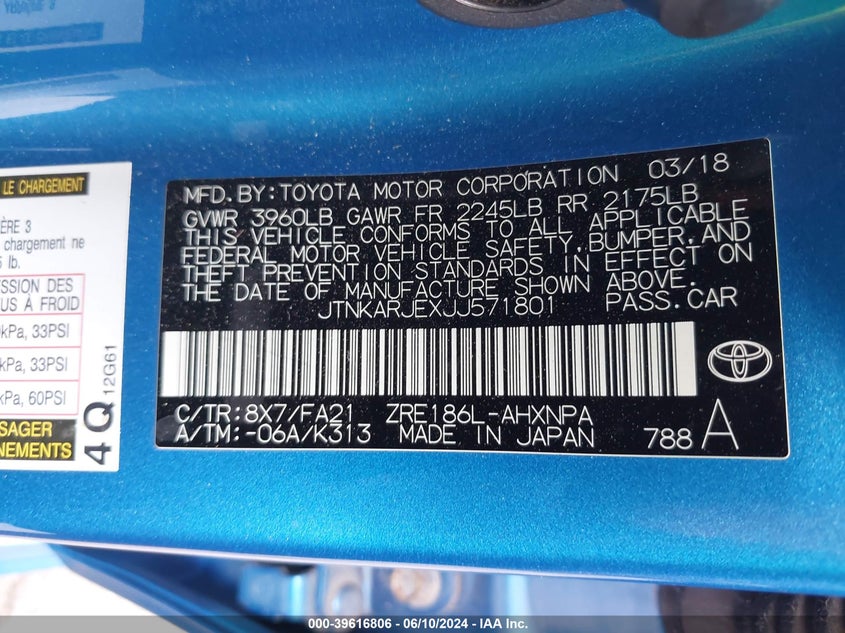 LE CHARGEMENT
ÈRE 3
chargement ne
lb.
SSION DES
US À FROID
kPa, 33PSI
kPa, 33PSI
kPa, 60PSI
SAGER
NEMENTS
4Q 12G61
MFD.BY:TOYOTA MOTOR CORPORATION 03/18
GVWR 3960LB GAWR FR 2245LB RR 2175LB
THIS VEHICLE CONFORMS TO ALL APPLICABLE
FEDERAL MOTOR VEHICLE SAFETY,BUMPER,AND
THEFT PREVENTION STANDARDS IN EFFECT ON
THE DATE OF MANUFACTURE SHOWN ABOVE.
JTNKARJEXJJ571801 PASS.CAR
C/TR:8X7/FA21 ZRE186L-AHXNPA
A/TM:-06A/K313 MADE IN JAPAN 788 A
000-39616806 - 06/10/2024 - IAA Inc.